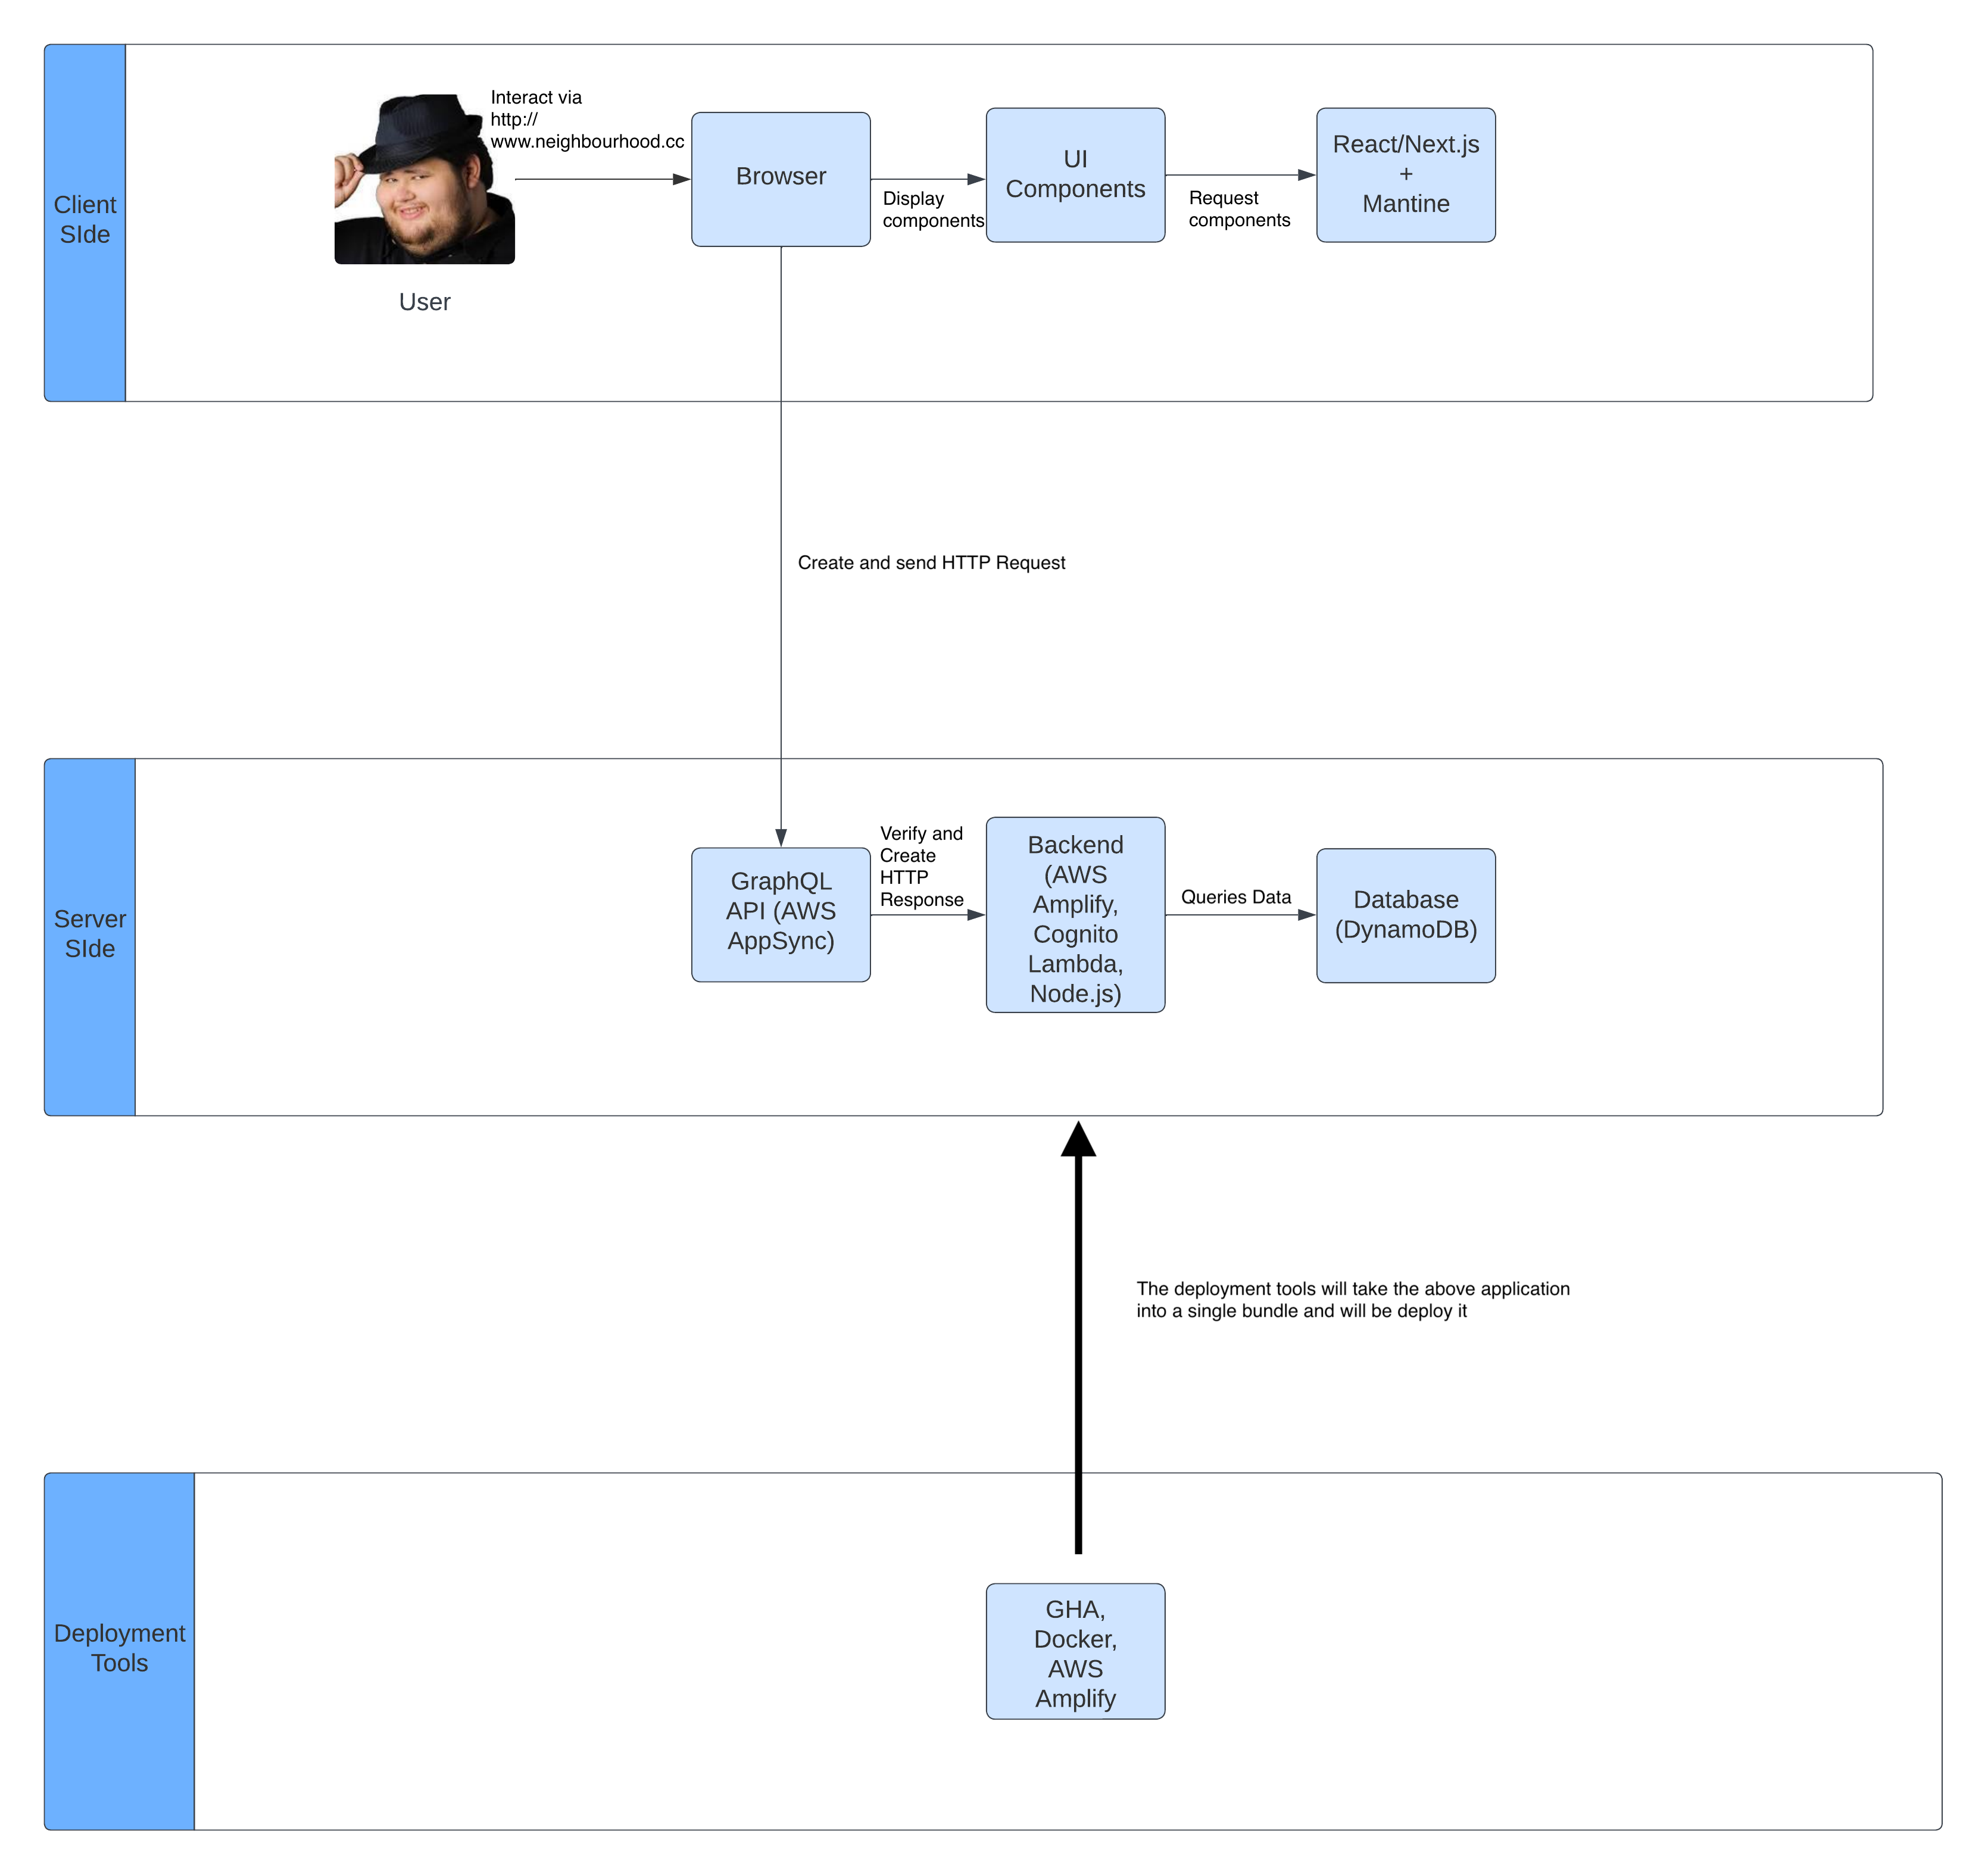 Client
SIde
Interact via
http://
www.neighbourhood.cc
User
Browser
Display
components
UI
Components
Request
components
React/Next.js
+
Mantine
Create and send HTTP Request
Server
SIde
GraphQL
API (AWS
AppSync)
Verify and
Create
HTTP
Response
Backend
(AWS
Amplify,
Cognito
Lambda,
Node.js)
Queries Data
Database
(DynamoDB)
The deployment tools will take the above application
into a single bundle and will be deploy it
Deployment
Tools
GHA,
Docker,
AWS
Amplify